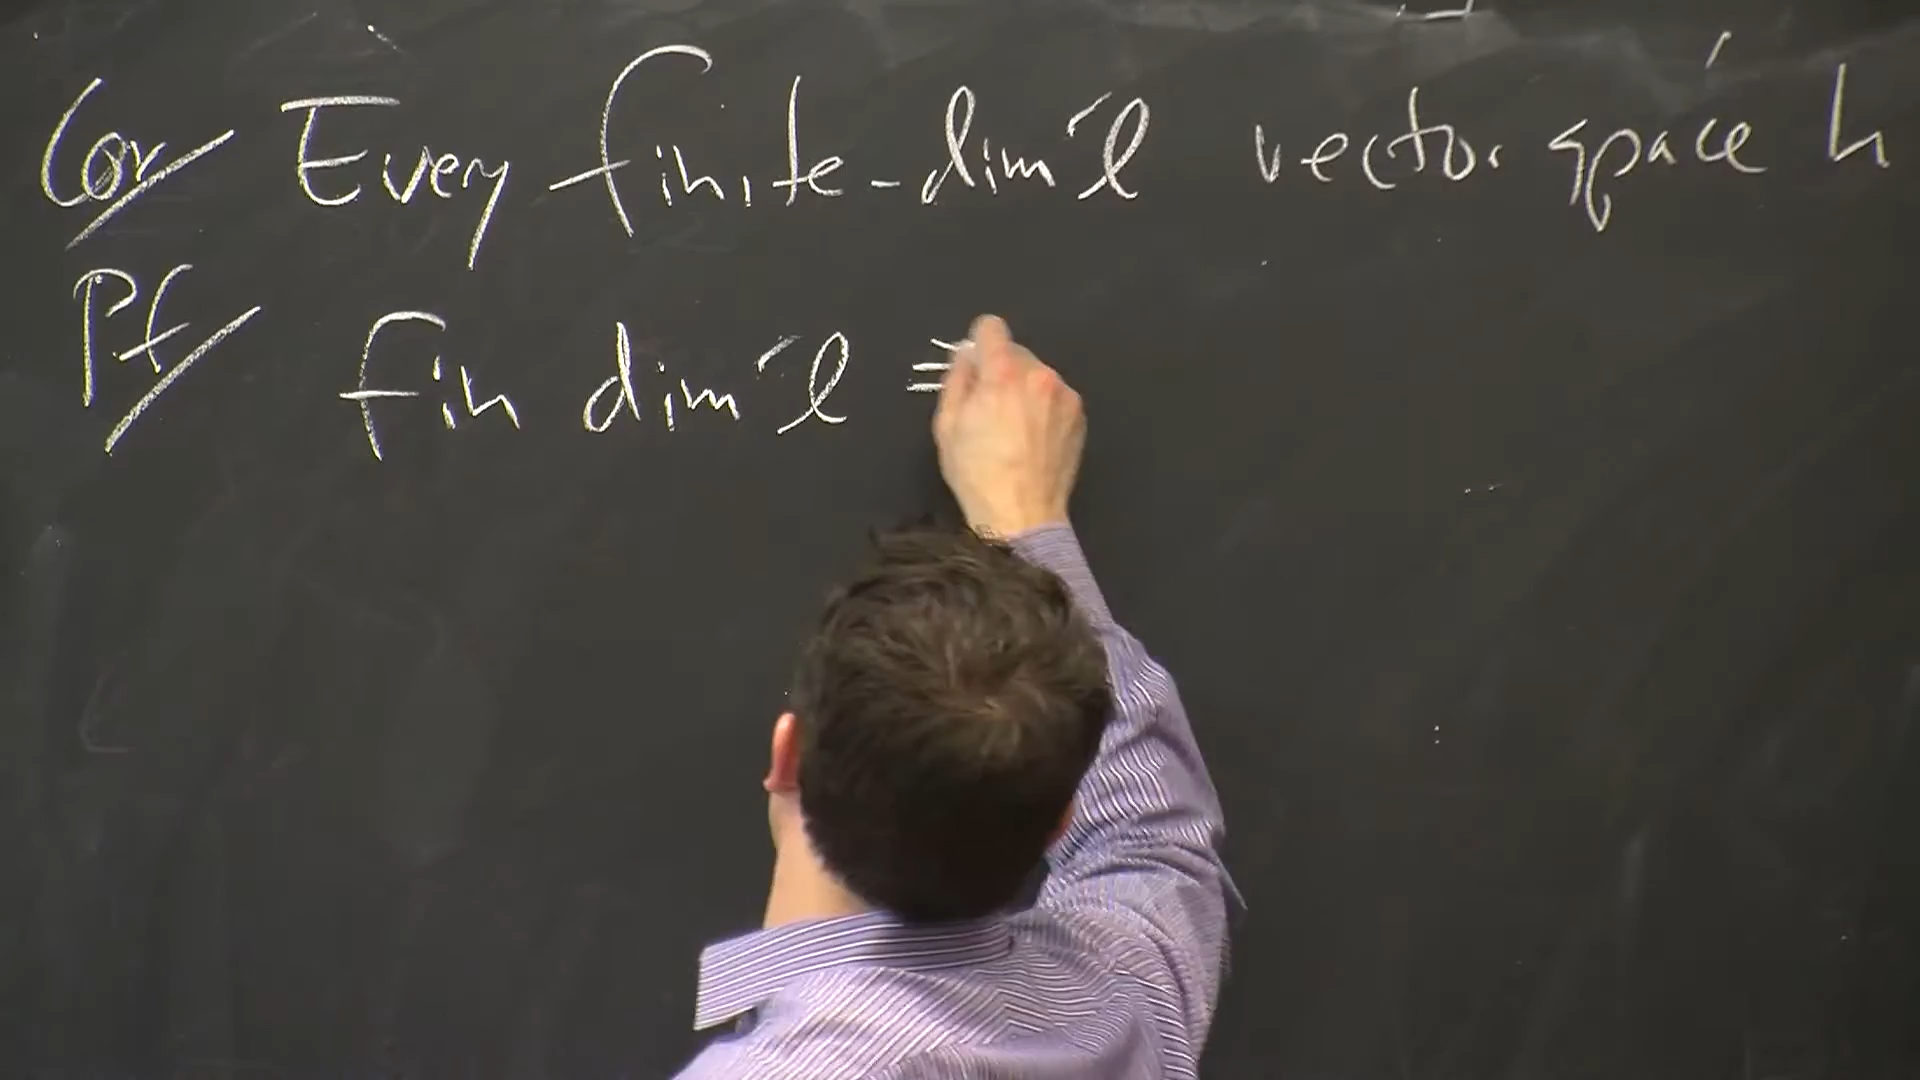 Cor Every finite-dim'l vector space h
Pf fin dim'l =